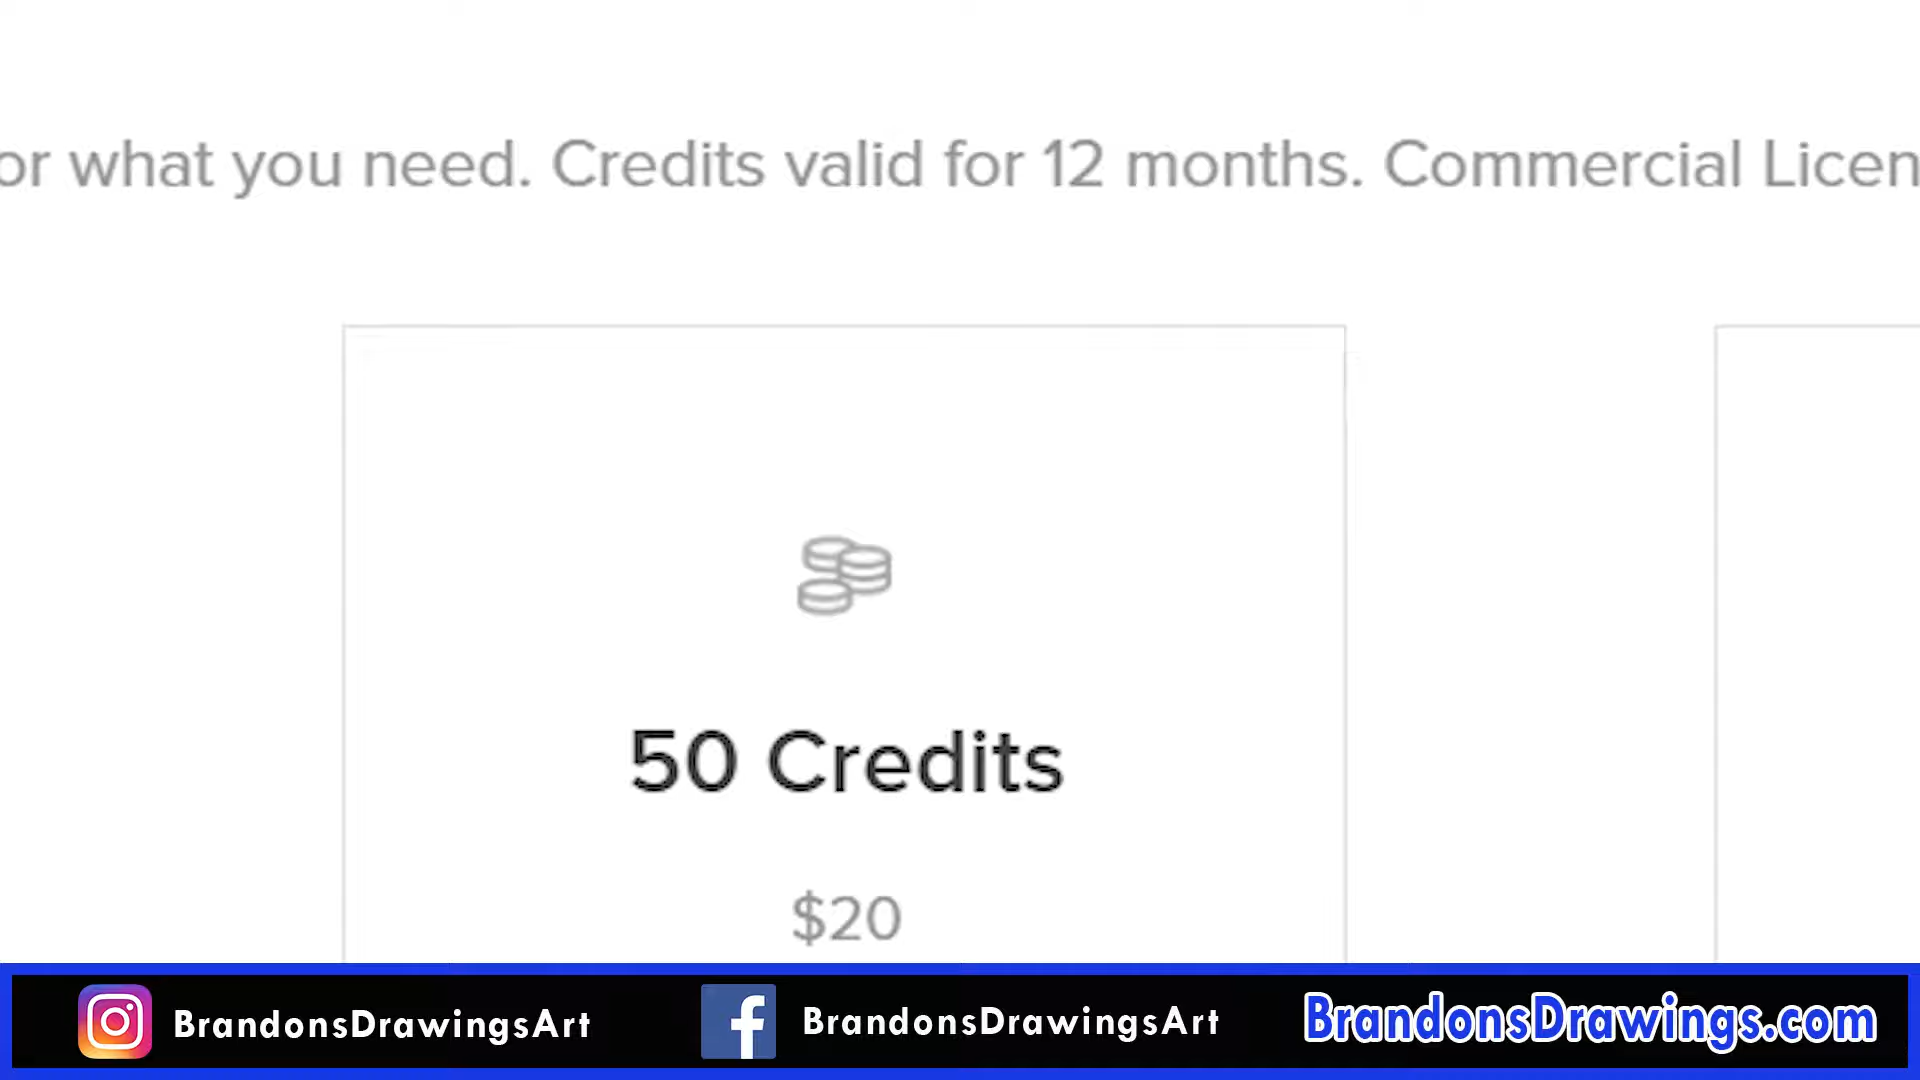 or what you need. Credits valid for 12 months. Commercial Licen
50 Credits
$20
BrandonsDrawingsArt
BrandonsDrawingsArt
BrandonsDrawings.com